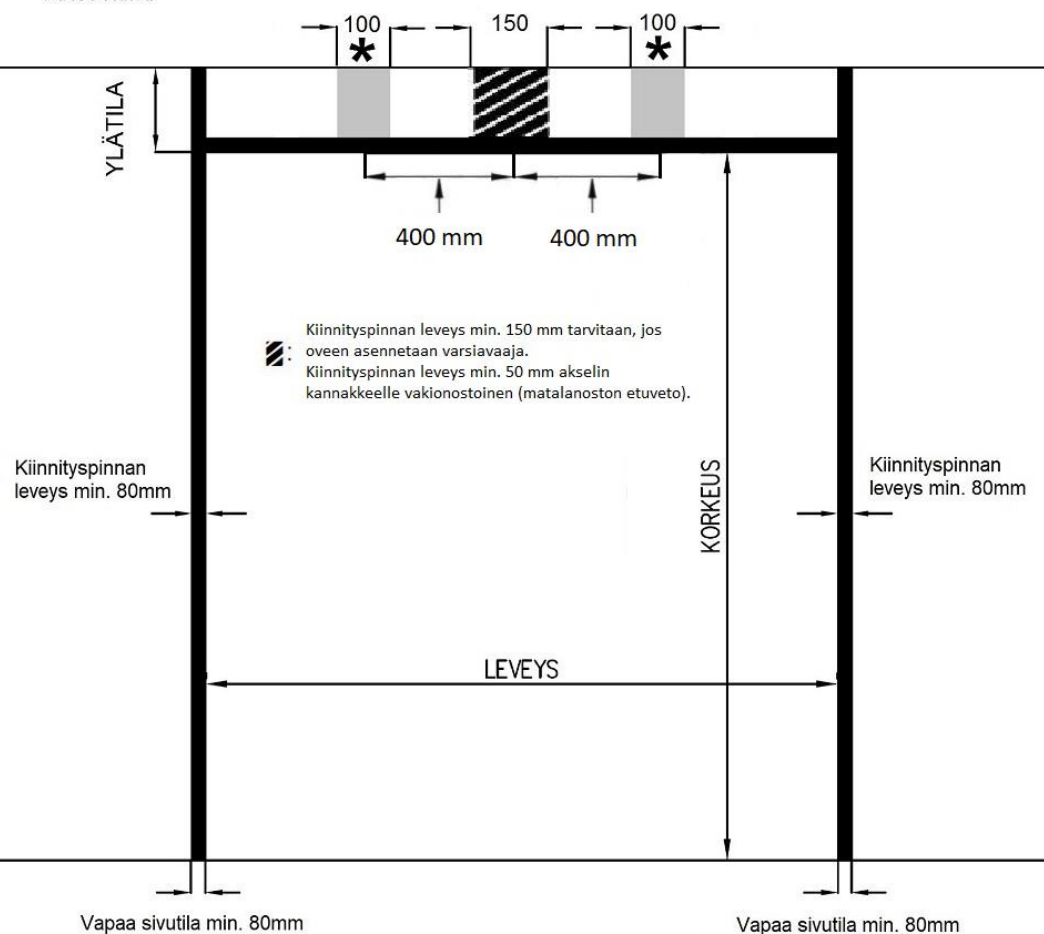 100
150
100
*
*
YLÄTILA
400 mm
400 mm
Kiinnityspinnan leveys min. 150 mm tarvitaan, jos
oveen asennetaan varsiavaaja.
Kiinnityspinnan leveys min. 50 mm akselin
kannakkeelle vakionostoinen (matalanoston etuveto).
:
Kiinnityspinnan
leveys min. 80mm
KORKEUS
Kiinnityspinnan
leveys min. 80mm
LEVEYS
Vapaa sivutila min. 80mm
Vapaa sivutila min. 80mm